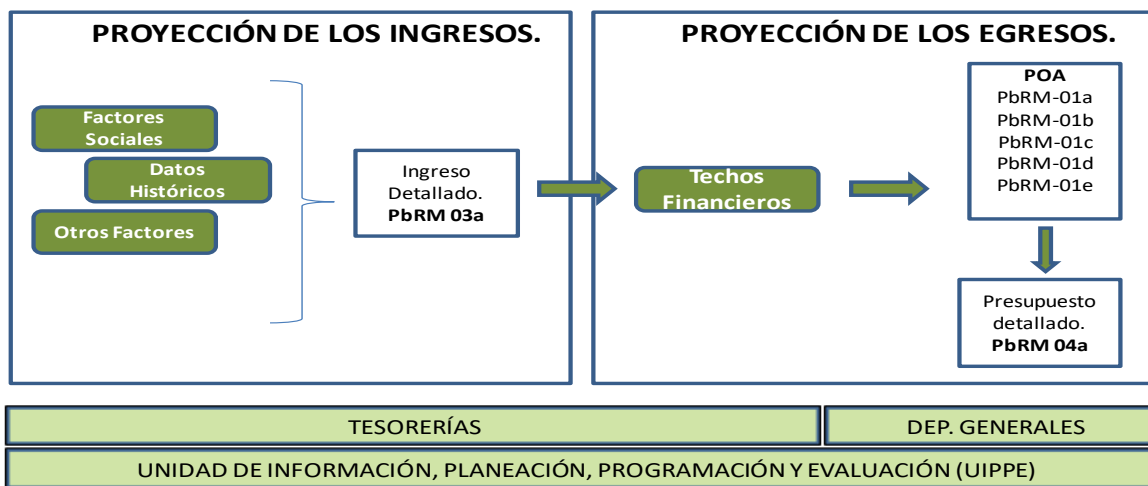 PROYECCIÓN DE LOS INGRESOS.
Factores
Sociales
Datos
Históricos
Otros Factores
Ingreso
Detallado.
PbRM 03a
PROYECCIÓN DE LOS EGRESOS.
Techos
Financieros
POA
PbRM-01a
PbRM-01b
PbRM-01c
PbRM-01d
PbRM-01e
Presupuesto
detallado.
PbRM 04a
TESORERÍAS
DEP. GENERALES
UNIDAD DE INFORMACIÓN, PLANEACIÓN, PROGRAMACIÓN Y EVALUACIÓN (UIPPE)